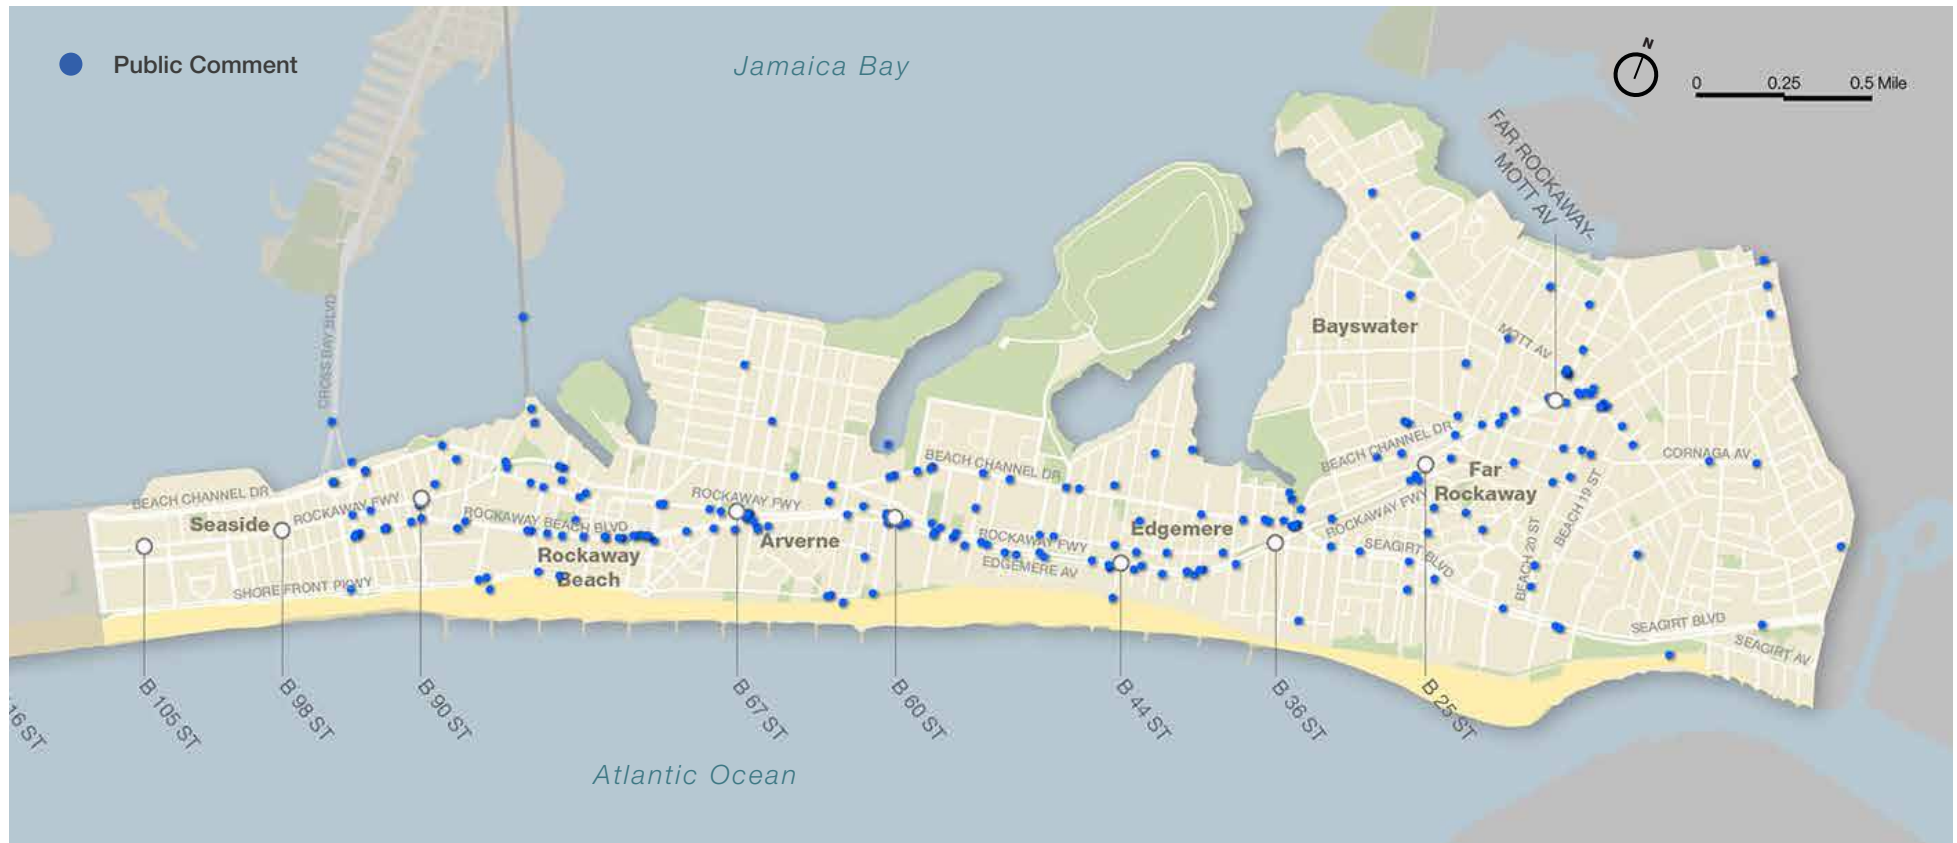 Public Comment
Jamaica Bay
N
0 0.25 0.5 Mile
FAR ROCKAWAY-
MOTT AV
CROSS BAY BLVD
Bayswater
MOTT AV
BEACH CHANNEL DR
BEACH CHANNEL DR
BEACH CHANNEL DR
CORNAGA AV
Far
Rockaway
ROCKAWAY FWY
ROCKAWAY FWY
ROCKAWAY FWY
ROCKAWAY FWY
Seaside
ROCKAWAY BEACH BLVD
Rockaway
Beach
Arverne
Edgemere
EDGEMERE AV
SEAGIRT BLVD
BEACH 20 ST
BEACH 19 ST
SHORE FRONT PKWY
SEAGIRT BLVD
SEAGIRT AV
16 ST
B 105 ST
B 98 ST
B 90 ST
B 67 ST
B 60 ST
B 44 ST
B 36 ST
B 25 ST
Atlantic Ocean